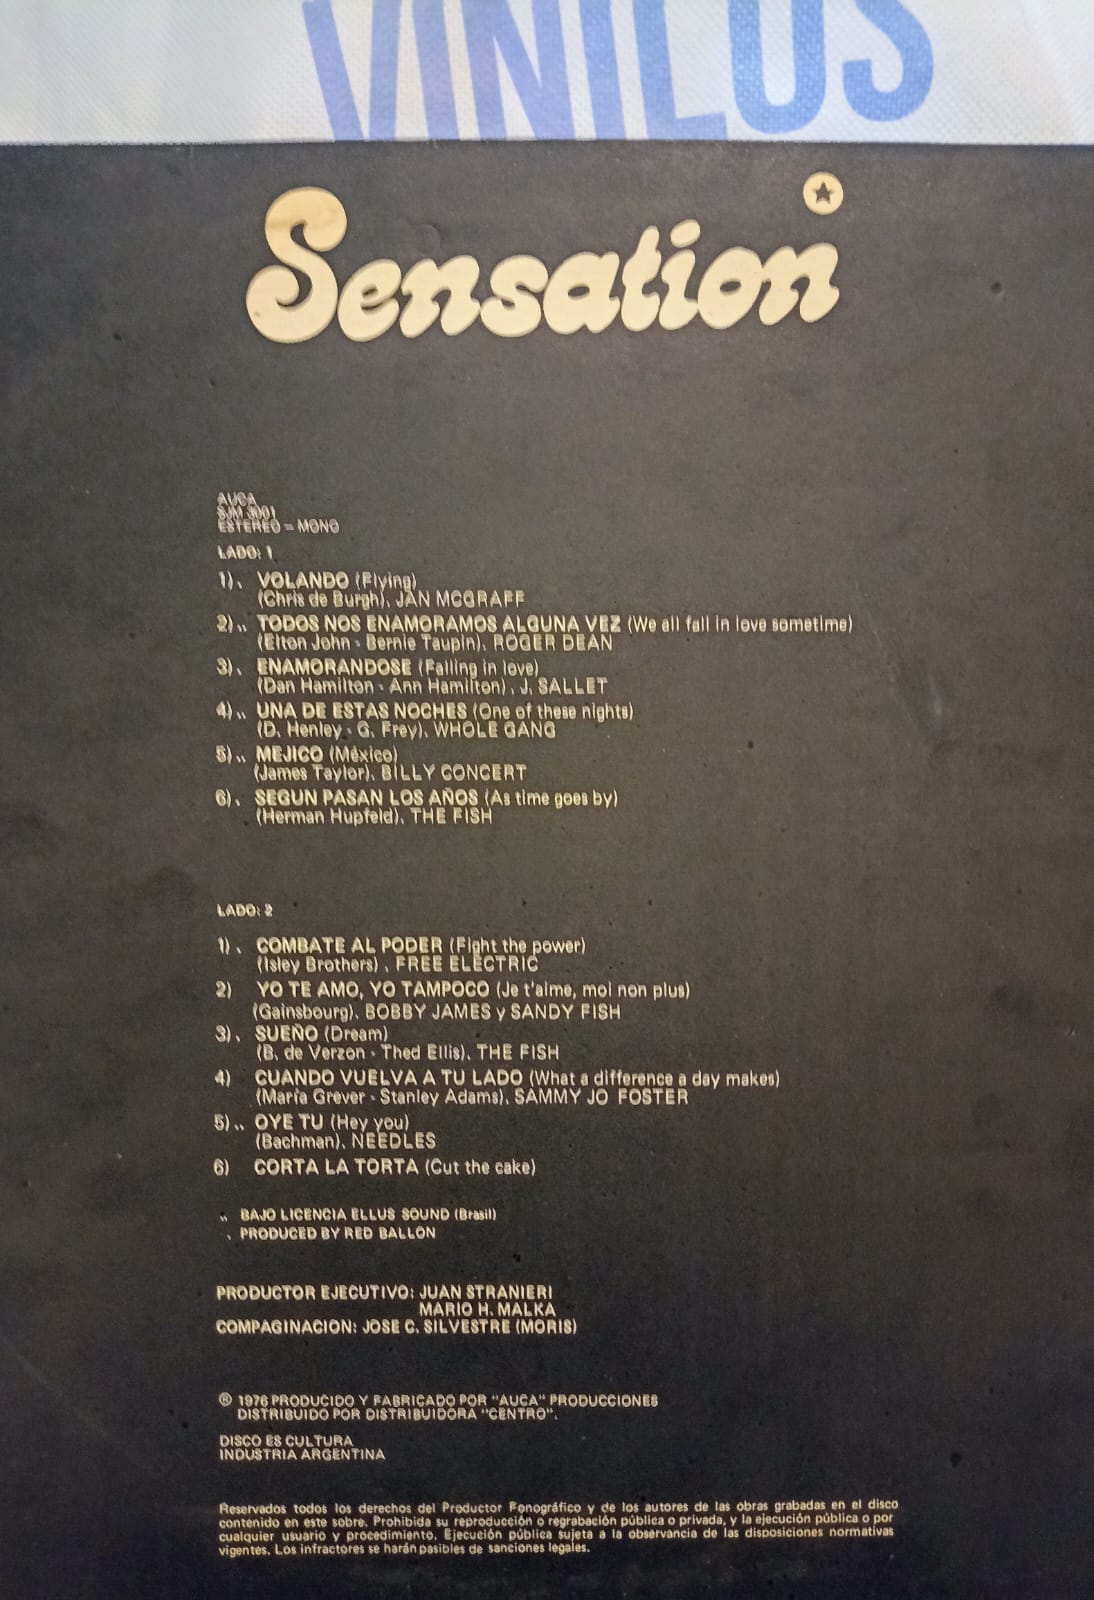 VINILOS
Sensation
AUCA
SJM 3001
ESTEREO = MONO
LADO: 1
1)、 VOLANDO (Flying)
(Chris de Burgh), JAN MCGRAFF
2)、、 TODOS NOS ENAMORAMOS ALGUNA VEZ (We all fall in love sometime)
(Elton John - Bernie Taupin), ROGER DEAN
3)、 ENAMORANDOSE (Falling in love)
(Dan Hamilton - Ann Hamilton), J. SALLET
4)、、 UNA DE ESTAS NOCHES (One of these nights)
(D. Henley - G. Frey), WHOLE GANG
5)、、 MEJICO (México)
(James Taylor), BILLY CONCERT
6)、 SEGUN PASAN LOS AÑOS (As time goes by)
(Herman Hupfeld), THE FISH
LADO: 2
1)、 COMBATE AL PODER (Fight the power)
(Isley Brothers), FREE ELECTRIC
2) YO TE AMO, YO TAMPOCO (Je t'aime, moi non plus)
(Gainsbourg), BOBBY JAMES y SANDY FISH
3)、 SUEÑO (Dream)
(B. de Verzon - Thed Ellis), THE FISH
4) CUANDO VUELVA A TU LADO (What a difference a day makes)
(María Grever - Stanley Adams), SAMMY JO FOSTER
5)、、 OYE TU (Hey you)
(Bachman), NEEDLES
6) CORTA LA TORTA (Cut the cake)
、、 BAJO LICENCIA ELLUS SOUND (Brasil)
、 PRODUCED BY RED BALLON
PRODUCTOR EJECUTIVO: JUAN STRANIERI
MARIO H. MALKA
COMPAGINACION: JOSE C. SILVESTRE (MORIS)
℗ 1976 PRODUCIDO Y FABRICADO POR "AUCA" PRODUCCIONES
DISTRIBUIDO POR DISTRIBUIDORA "CENTRO".
DISCO ES CULTURA
INDUSTRIA ARGENTINA
Reservados todos los derechos del Productor Fonográfico y de los autores de las obras grabadas en el disco
contenido en este sobre. Prohibida su reproducción o regrabación pública o privada, y la ejecución pública o por
cualquier usuario y procedimiento. Ejecución pública sujeta a la observancia de las disposiciones normativas
vigentes. Los infractores se harán pasibles de sanciones legales.